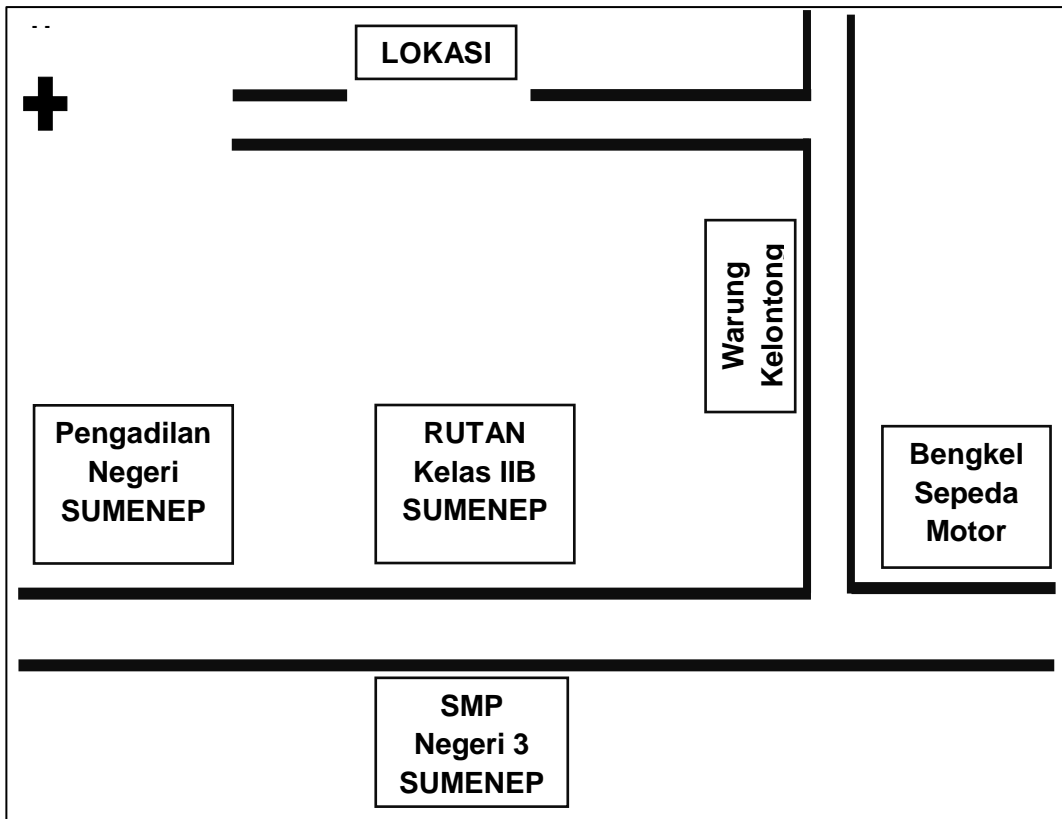 LOKASI
Warung
Kelontong
Pengadilan
Negeri
SUMENEP
RUTAN
Kelas IIB
SUMENEP
Bengkel
Sepeda
Motor
SMP
Negeri 3
SUMENEP